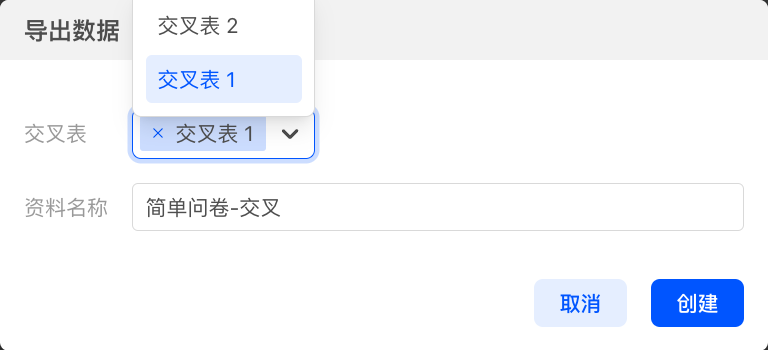 导出数据
交叉表 2
交叉表 1
交叉表
× 交叉表 1
资料名称
简单问卷-交叉
取消
创建